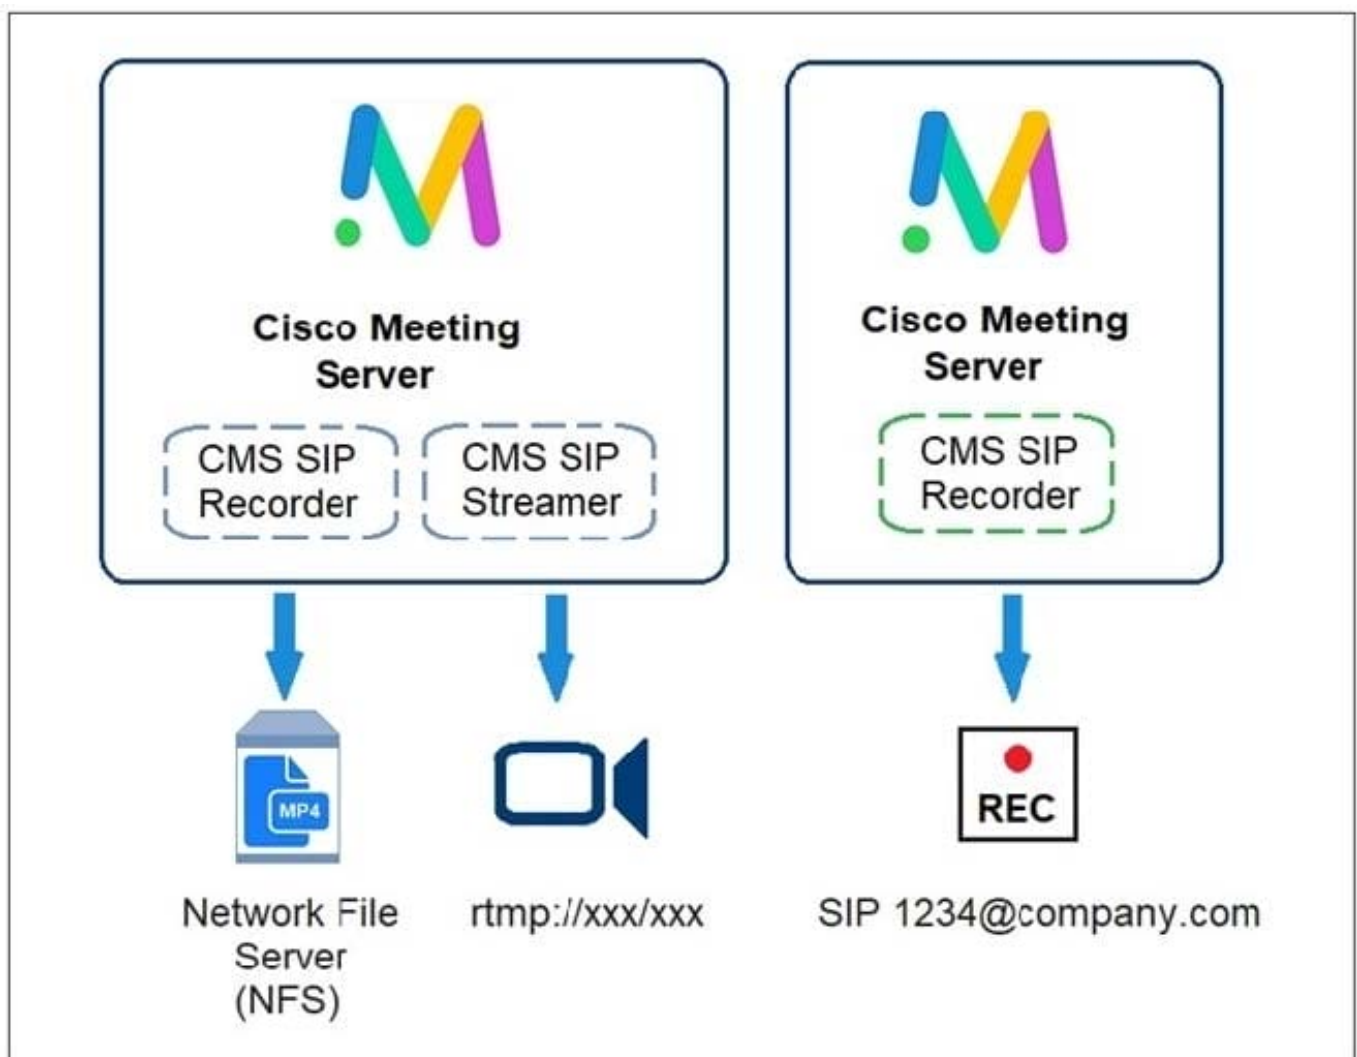 Cisco Meeting
Server
CMS SIP
Recorder
CMS SIP
Streamer
MP4
Network File
Server
(NFS)
rtmp://xxx/xxx
Cisco Meeting
Server
CMS SIP
Recorder
REC
SIP 1234@company.com